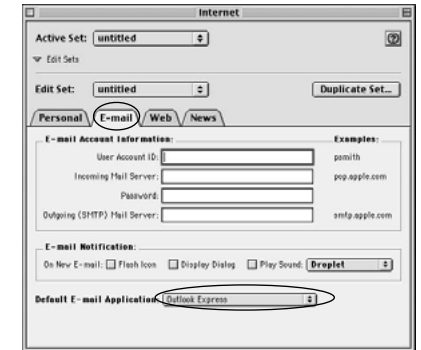 Internet
Active Set: untitled
Edit Sets
Edit Set: untitled Duplicate Set...
Personal E-mail Web News
E-mail Account Information: Examples:
User Account ID: psmith
Incoming Mail Server: pop.apple.com
Password:
Outgoing (SMTP) Mail Server: smtp.apple.com
E-mail Notification:
On New E-mail: Flash Icon Display Dialog Play Sound: Droplet
Default E-mail Application: Outlook Express